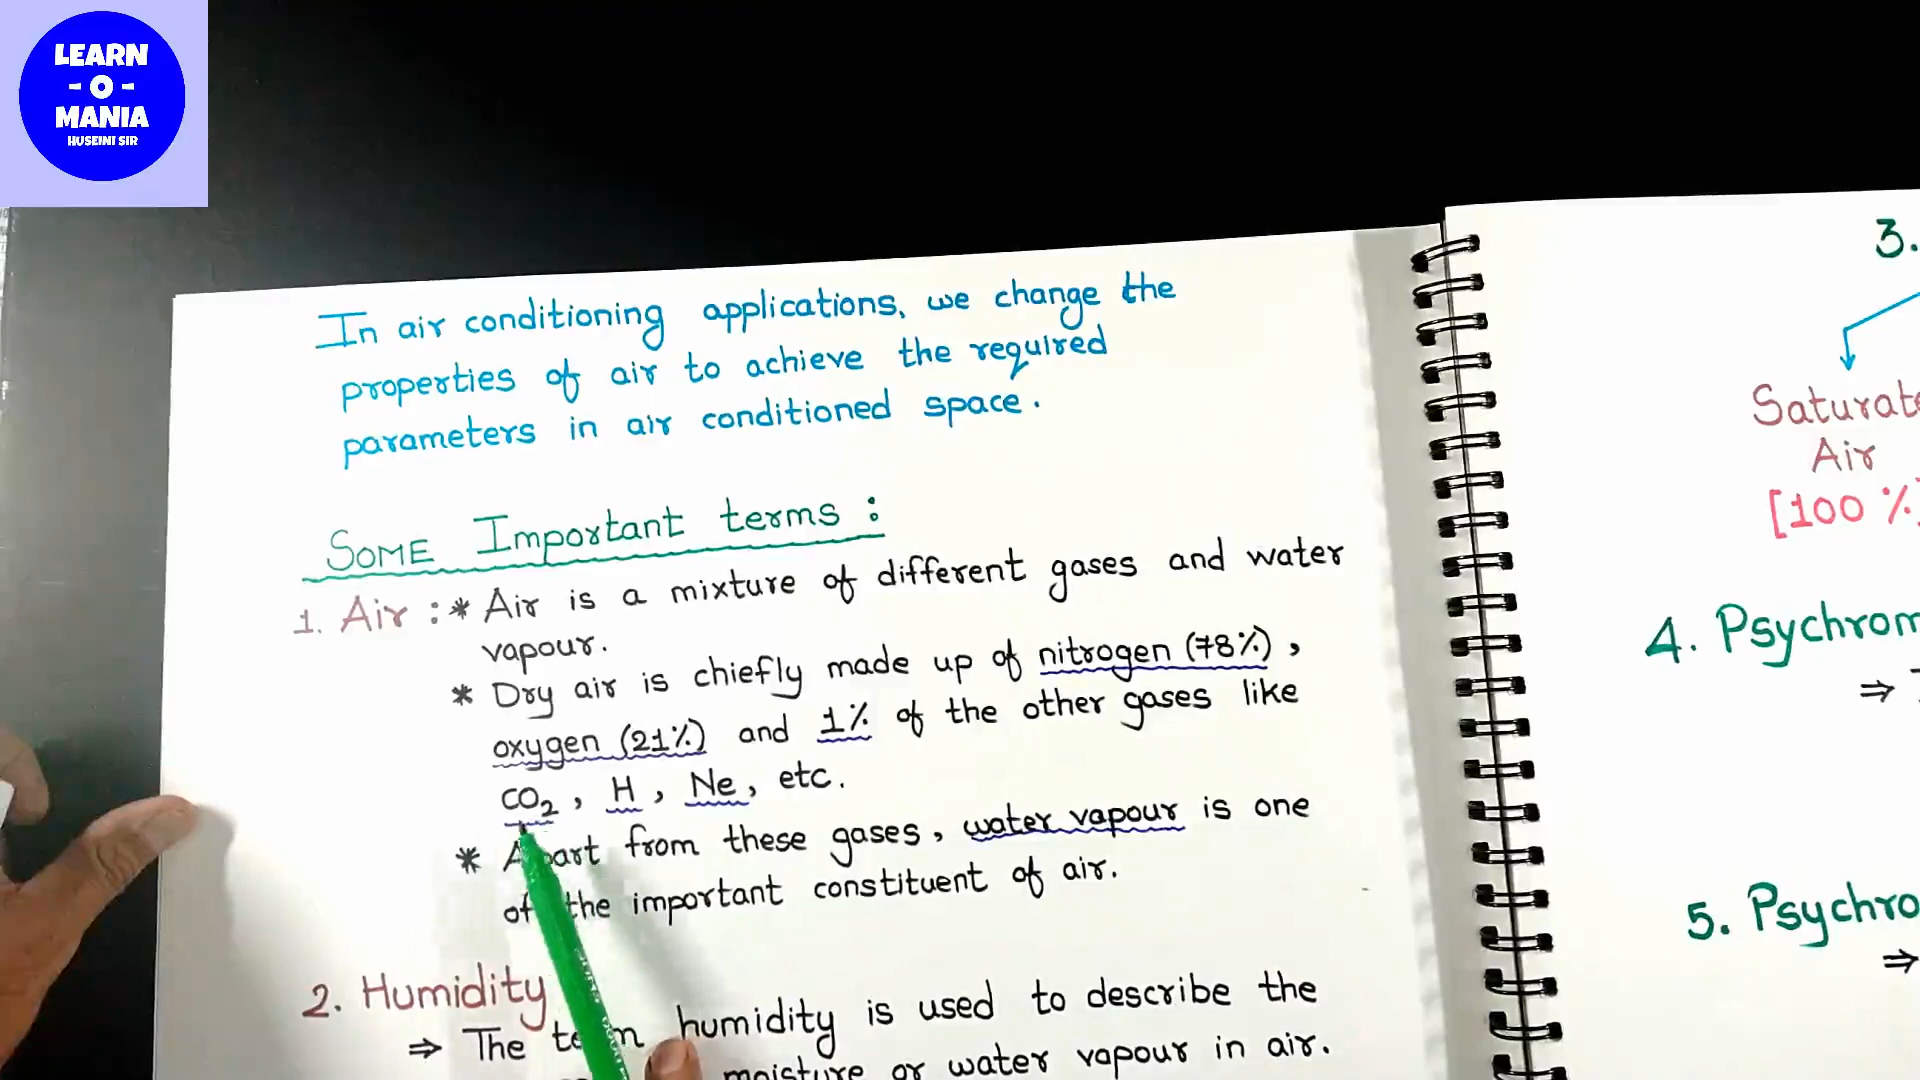 LEARN
- O -
MANIA
HUSEINI SIR
In air conditioning applications, we change the
properties of air to achieve the required
parameters in air conditioned space.
SOME Important terms :
1. Air : * Air is a mixture of different gases and water
vapour.
* Dry air is chiefly made up of nitrogen (78%),
oxygen (21%) and 1% of the other gases like
CO2, H, Ne, etc.
* Apart from these gases, water vapour is one
of the important constituent of air.
2. Humidity
⇒ The term humidity is used to describe the
moisture or water vapour in air.
3.
Saturate
Air
[100 %]
4. Psychrom
⇒
5. Psychro
⇒